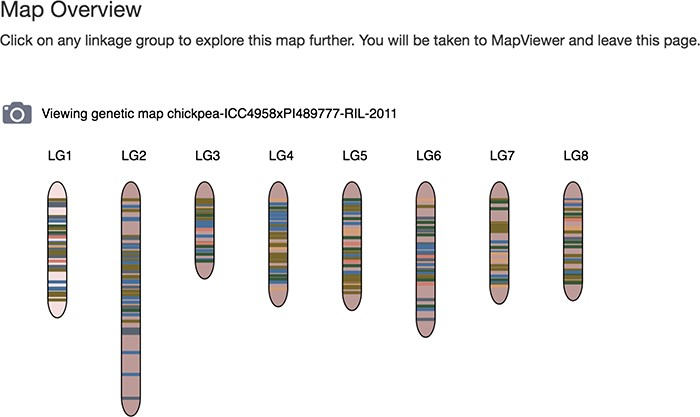 Map Overview
Click on any linkage group to explore this map further. You will be taken to MapViewer and leave this page.
Viewing genetic map chickpea-ICC4958xPI489777-RIL-2011
LG1 LG2 LG3 LG4 LG5 LG6 LG7 LG8